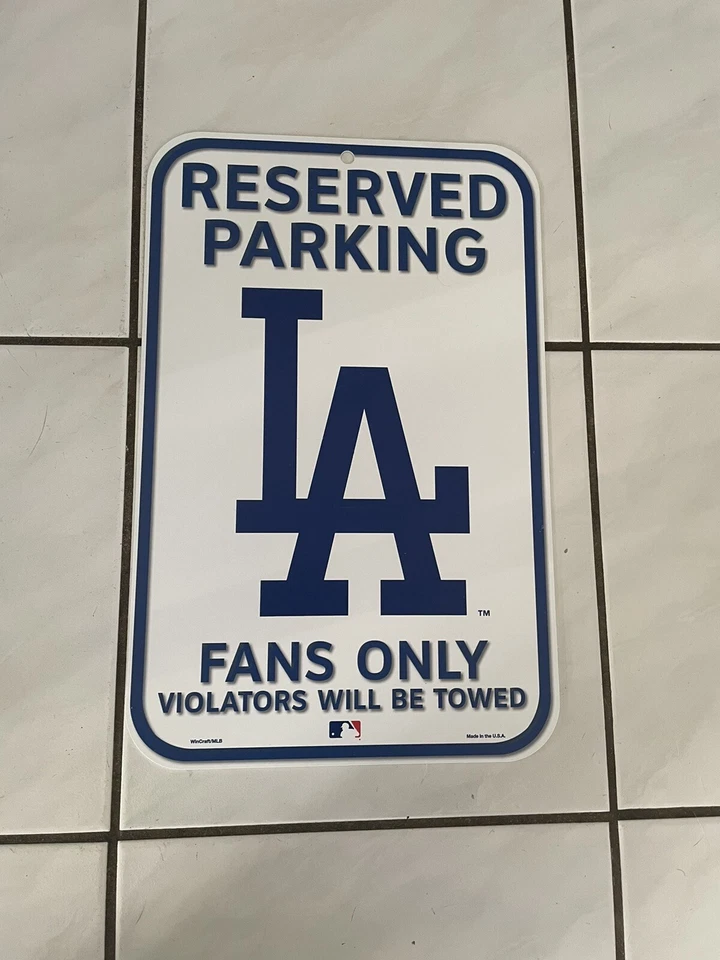 RESERVED
PARKING
LA
TM
FANS ONLY
VIOLATORS WILL BE TOWED
WinCraft/MLB
Made in the U.S.A.